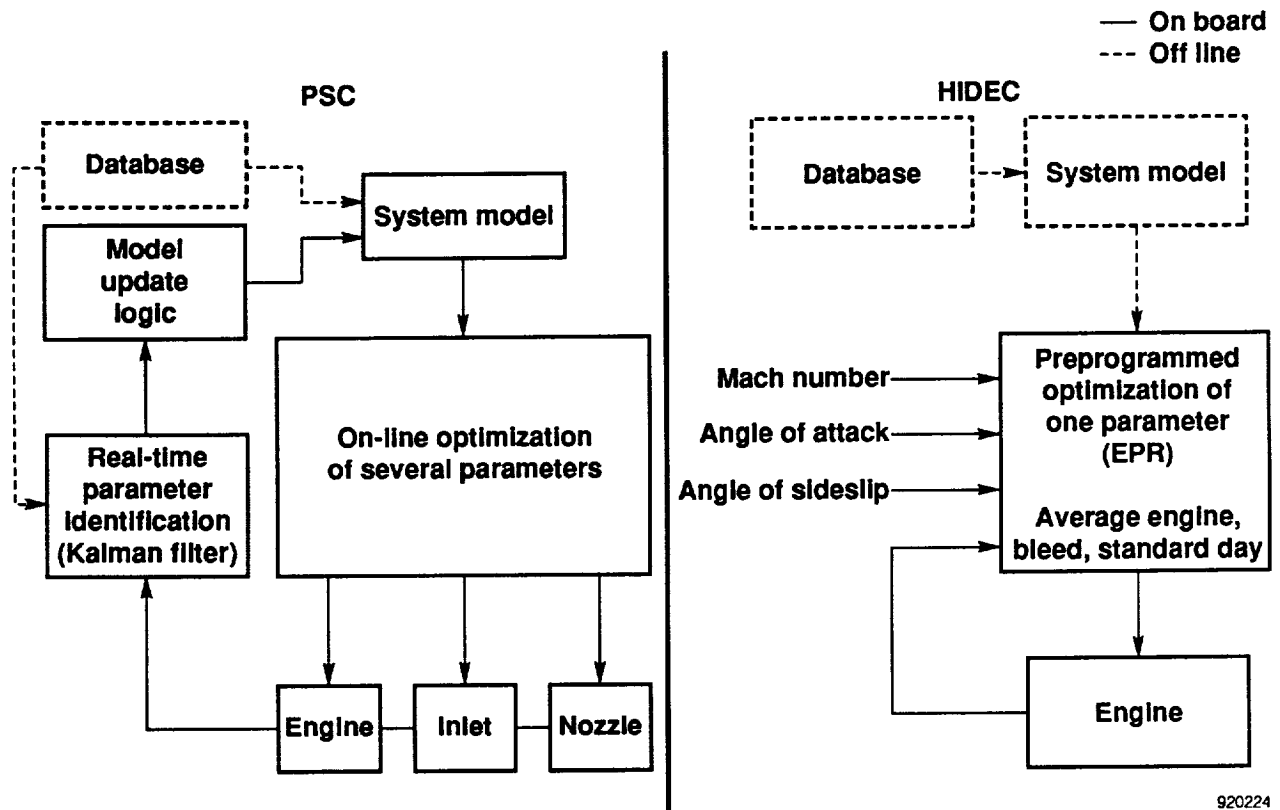 On board
Off line
PSC
Database
System model
Model
update
logic
On-line optimization
of several parameters
Real-time
parameter
identification
(Kalman filter)
Engine
Inlet
Nozzle
HIDEC
Database
System model
Mach number
Angle of attack
Angle of sideslip
Preprogrammed
optimization of
one parameter
(EPR)
Average engine,
bleed, standard day
Engine
920224